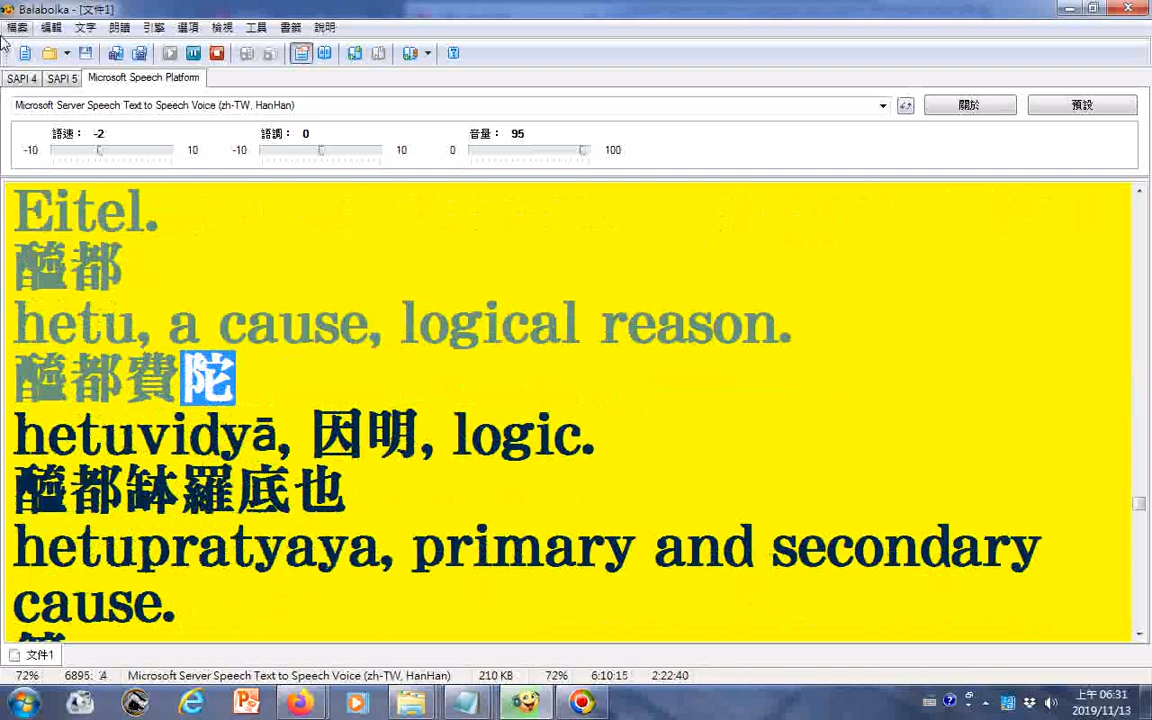 Balabolka - [文件1]
檔案 編輯 文字 朗讀 引擎 選項 檢視 工具 書籤 說明
SAPI 4 SAPI 5 Microsoft Speech Platform
Microsoft Server Speech Text to Speech Voice (zh-TW, HanHan) 關於 預設
語速： -2 語調： 0 音量： 95
-10 10 -10 10 0 100
Eitel.
醯都
hetu, a cause, logical reason.
醯都費陀
hetuvidyā, 因明, logic.
醯都缽羅底也
hetupratyaya, primary and secondary
cause.
文件1
72% 6895: 4 Microsoft Server Speech Text to Speech Voice (zh-TW, HanHan) 210 KB 72% 6:10:15 2:22:40
上午 06:31
2019/11/13